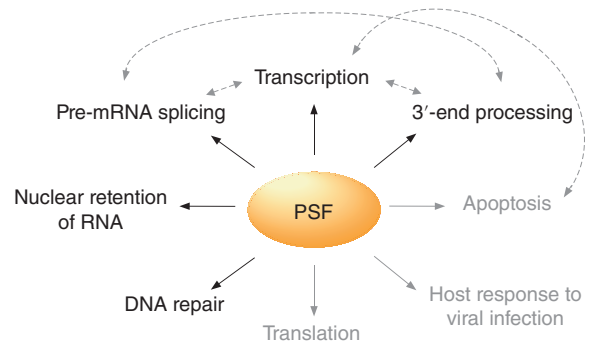 Transcription
Pre-mRNA splicing
3′-end processing
Nuclear retention
of RNA
PSF
Apoptosis
DNA repair
Host response to
viral infection
Translation